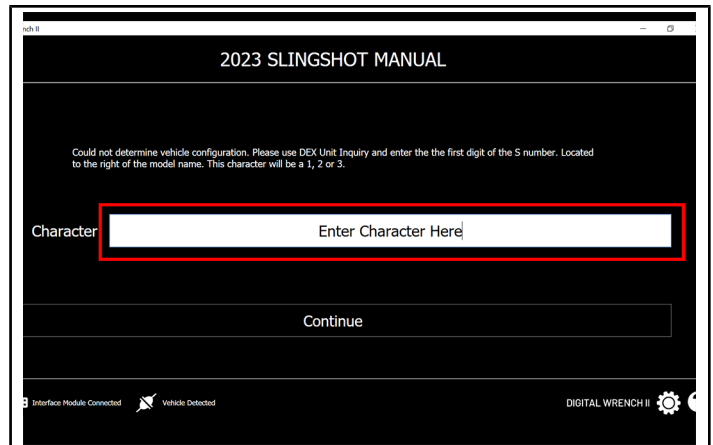 nch II
2023 SLINGSHOT MANUAL
Could not determine vehicle configuration. Please use DEX Unit Inquiry and enter the the first digit of the S number. Located
to the right of the model name. This character will be a 1, 2 or 3.
Character
Enter Character Here
Continue
Interface Module Connected
Vehicle Detected
DIGITAL WRENCH II